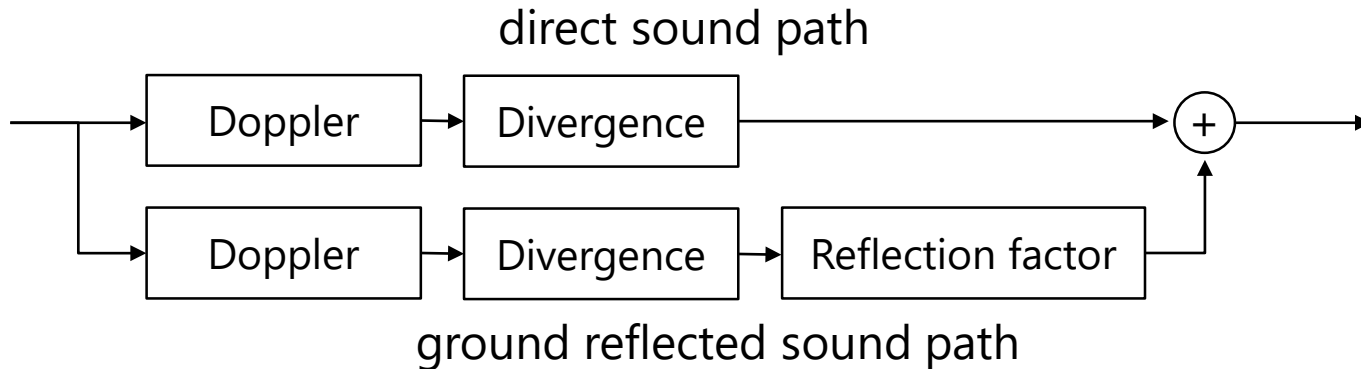 direct sound path
Doppler
Divergence
+
Doppler
Divergence
Reflection factor
ground reflected sound path